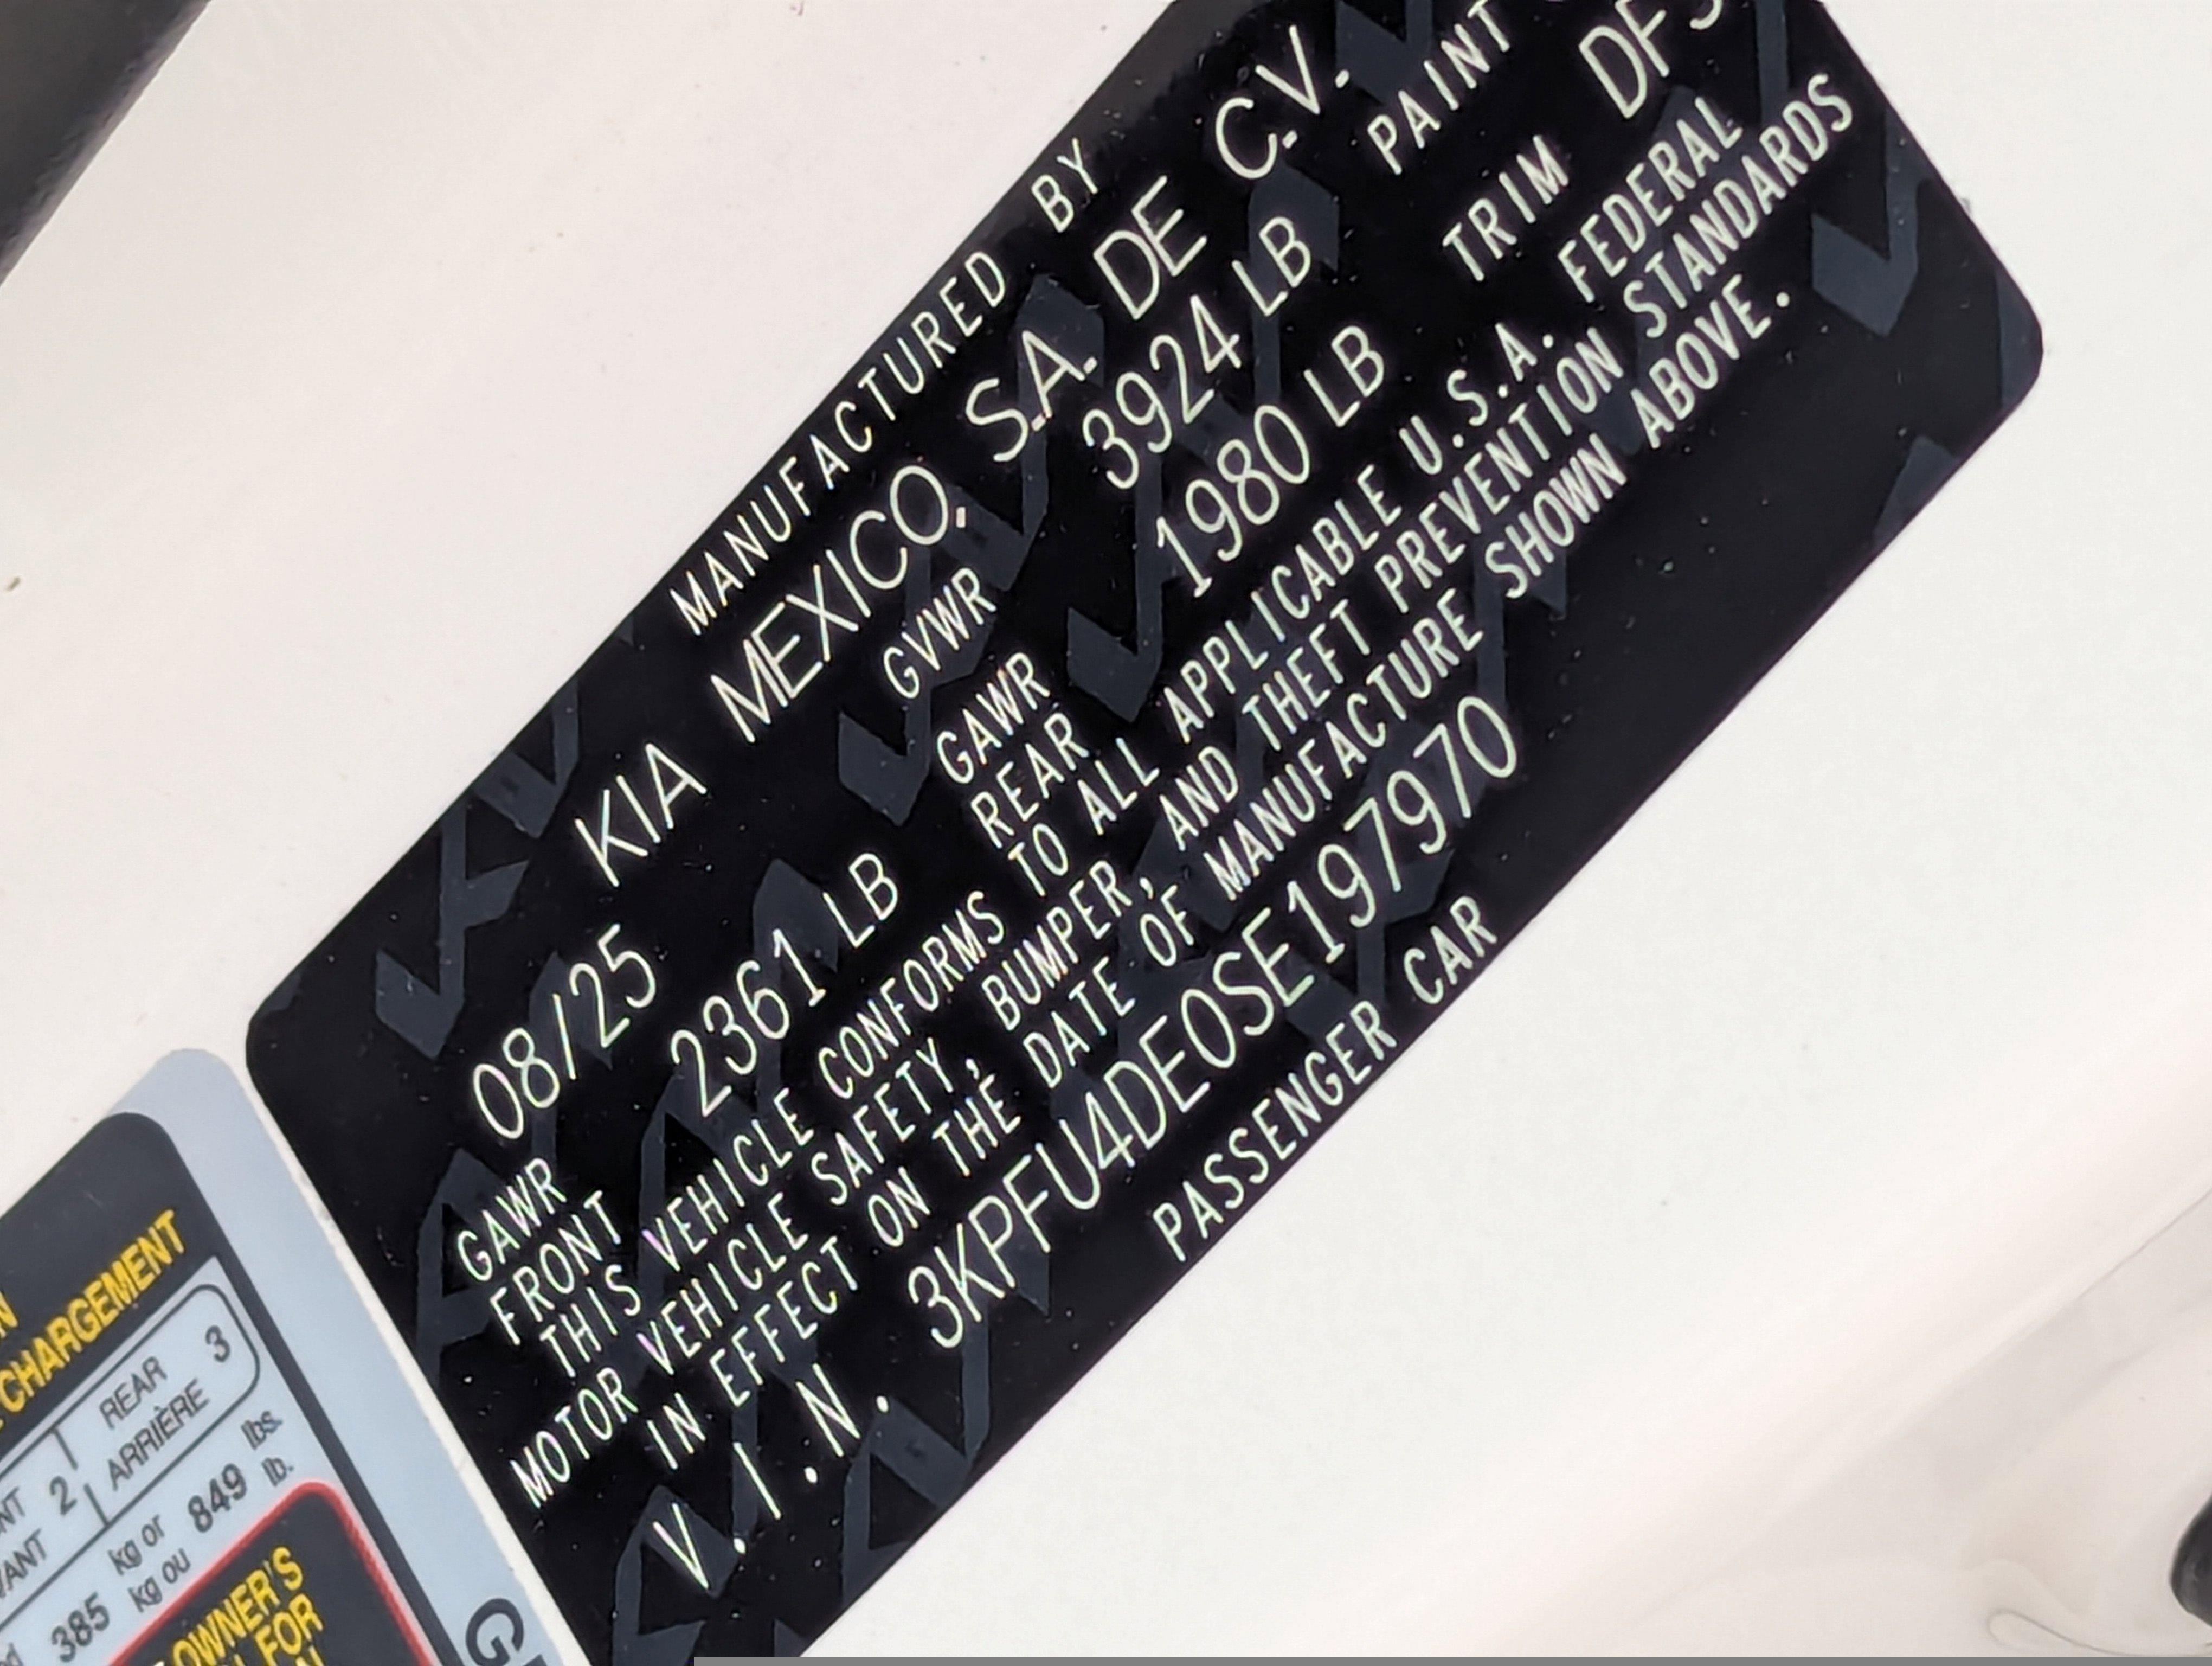 MANUFACTURED BY
08/25 KIA MEXICO, S.A. DE C.V.
GVWR 3924 LB PAINT
GAWR FRONT 2361 LB GAWR REAR 1980 LB TRIM
THIS VEHICLE CONFORMS TO ALL APPLICABLE U.S.A. FEDERAL
MOTOR VEHICLE SAFETY, BUMPER, AND THEFT PREVENTION STANDARDS
IN EFFECT ON THE DATE OF MANUFACTURE SHOWN ABOVE.
V.I.N. 3KPFU4DE0SE197970
PASSENGER CAR
CHARGEMENT
2 REAR 3
ARRIÈRE
385 kg or 849 lbs.
kg ou lb.
OWNER'S
FOR